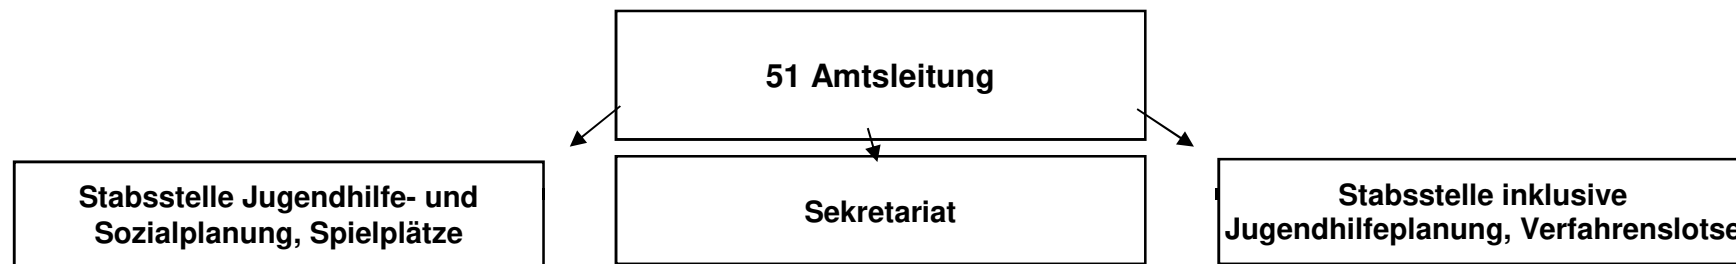 51 Amtsleitung
Stabsstelle Jugendhilfe- und
Sozialplanung, Spielplätze
Sekretariat
Stabsstelle inklusive
Jugendhilfeplanung, Verfahrenslotse